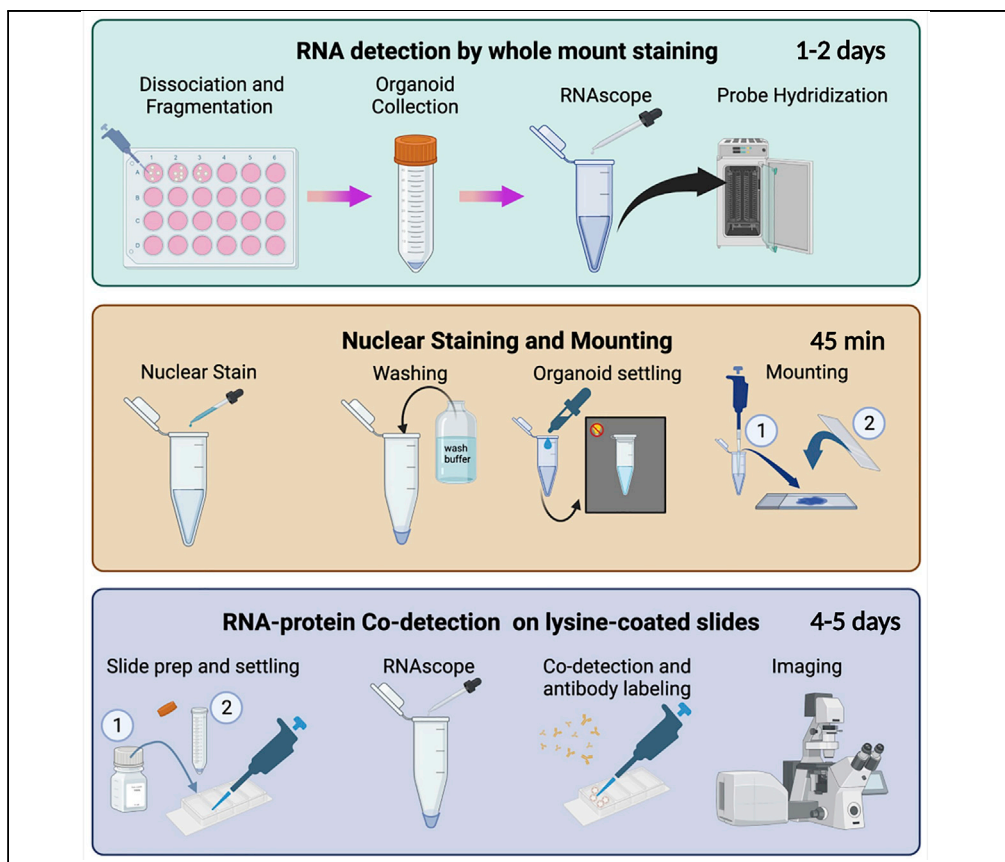 RNA detection by whole mount staining 1-2 days
Dissociation and
Fragmentation
Organoid
Collection
RNAscope
Probe Hydridization
1 2 3 4 5 6
A
B
C
D
Nuclear Staining and Mounting 45 min
Nuclear Stain
Washing
Organoid settling
Mounting
wash
buffer
1
2
RNA-protein Co-detection on lysine-coated slides 4-5 days
Slide prep and settling
RNAscope
Co-detection and
antibody labeling
Imaging
1
2